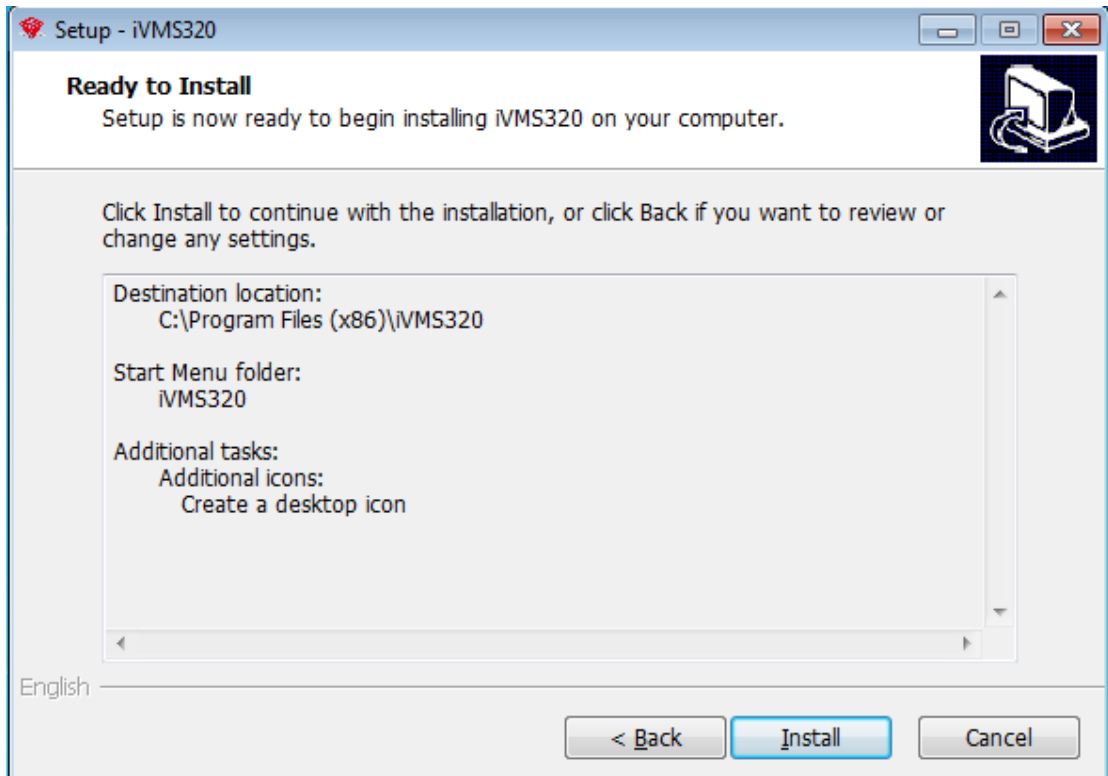 Setup - iVMS320
Ready to Install
Setup is now ready to begin installing iVMS320 on your computer.
Click Install to continue with the installation, or click Back if you want to review or
change any settings.
Destination location:
C:\Program Files (x86)\iVMS320
Start Menu folder:
iVMS320
Additional tasks:
Additional icons:
Create a desktop icon
English
< Back
Install
Cancel